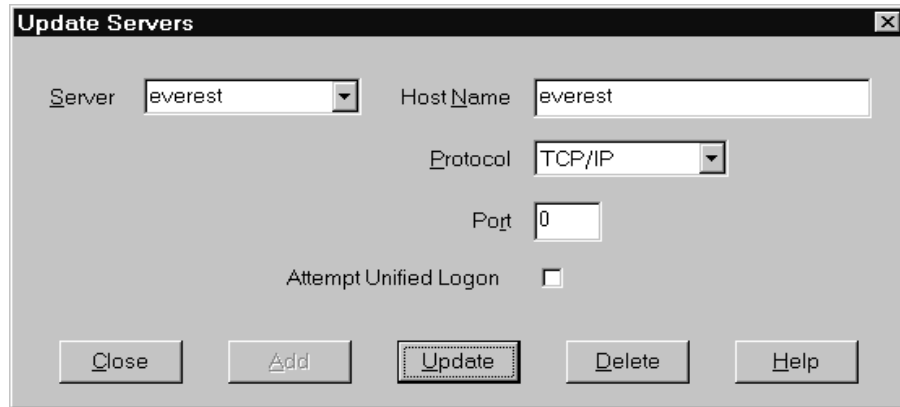 Update Servers
Server everest Host Name everest
Protocol TCP/IP
Port 0
Attempt Unified Logon
Close Add Update Delete Help